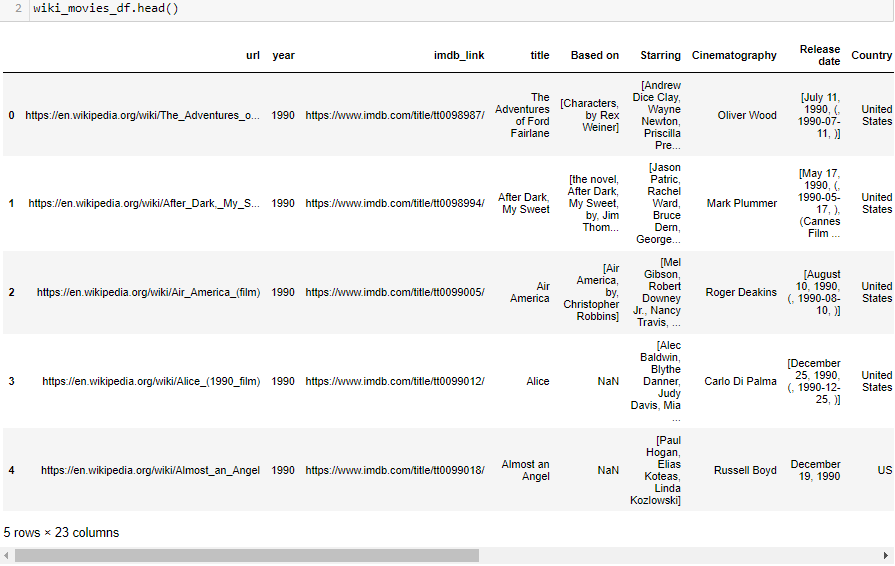 2 wiki_movies_df.head()
url year imdb_link title Based on Starring Cinematography Release date Country
0 https://en.wikipedia.org/wiki/The_Adventures_o... 1990 https://www.imdb.com/title/tt0098987/ The Adventures of Ford Fairlane [Characters, by Rex Weiner] [Andrew Dice Clay, Wayne Newton, Priscilla Pre... Oliver Wood [July 11, 1990, (, 1990-07-11, )] United States
1 https://en.wikipedia.org/wiki/After_Dark,_My_S... 1990 https://www.imdb.com/title/tt0098994/ After Dark, My Sweet [the novel, After Dark, My Sweet, by, Jim Thom... [Jason Patric, Rachel Ward, Bruce Dern, George... Mark Plummer [May 17, 1990, (, 1990-05-17, ), (Cannes Film ... United States
2 https://en.wikipedia.org/wiki/Air_America_(film) 1990 https://www.imdb.com/title/tt0099005/ Air America [Air America, by, Christopher Robbins] [Mel Gibson, Robert Downey Jr., Nancy Travis, ... Roger Deakins [August 10, 1990, (, 1990-08-10, )] United States
3 https://en.wikipedia.org/wiki/Alice_(1990_film) 1990 https://www.imdb.com/title/tt0099012/ Alice NaN [Alec Baldwin, Blythe Danner, Judy Davis, Mia ... Carlo Di Palma [December 25, 1990, (, 1990-12-25, )] United States
4 https://en.wikipedia.org/wiki/Almost_an_Angel 1990 https://www.imdb.com/title/tt0099018/ Almost an Angel NaN [Paul Hogan, Elias Koteas, Linda Kozlowski] Russell Boyd December 19, 1990 US
5 rows × 23 columns